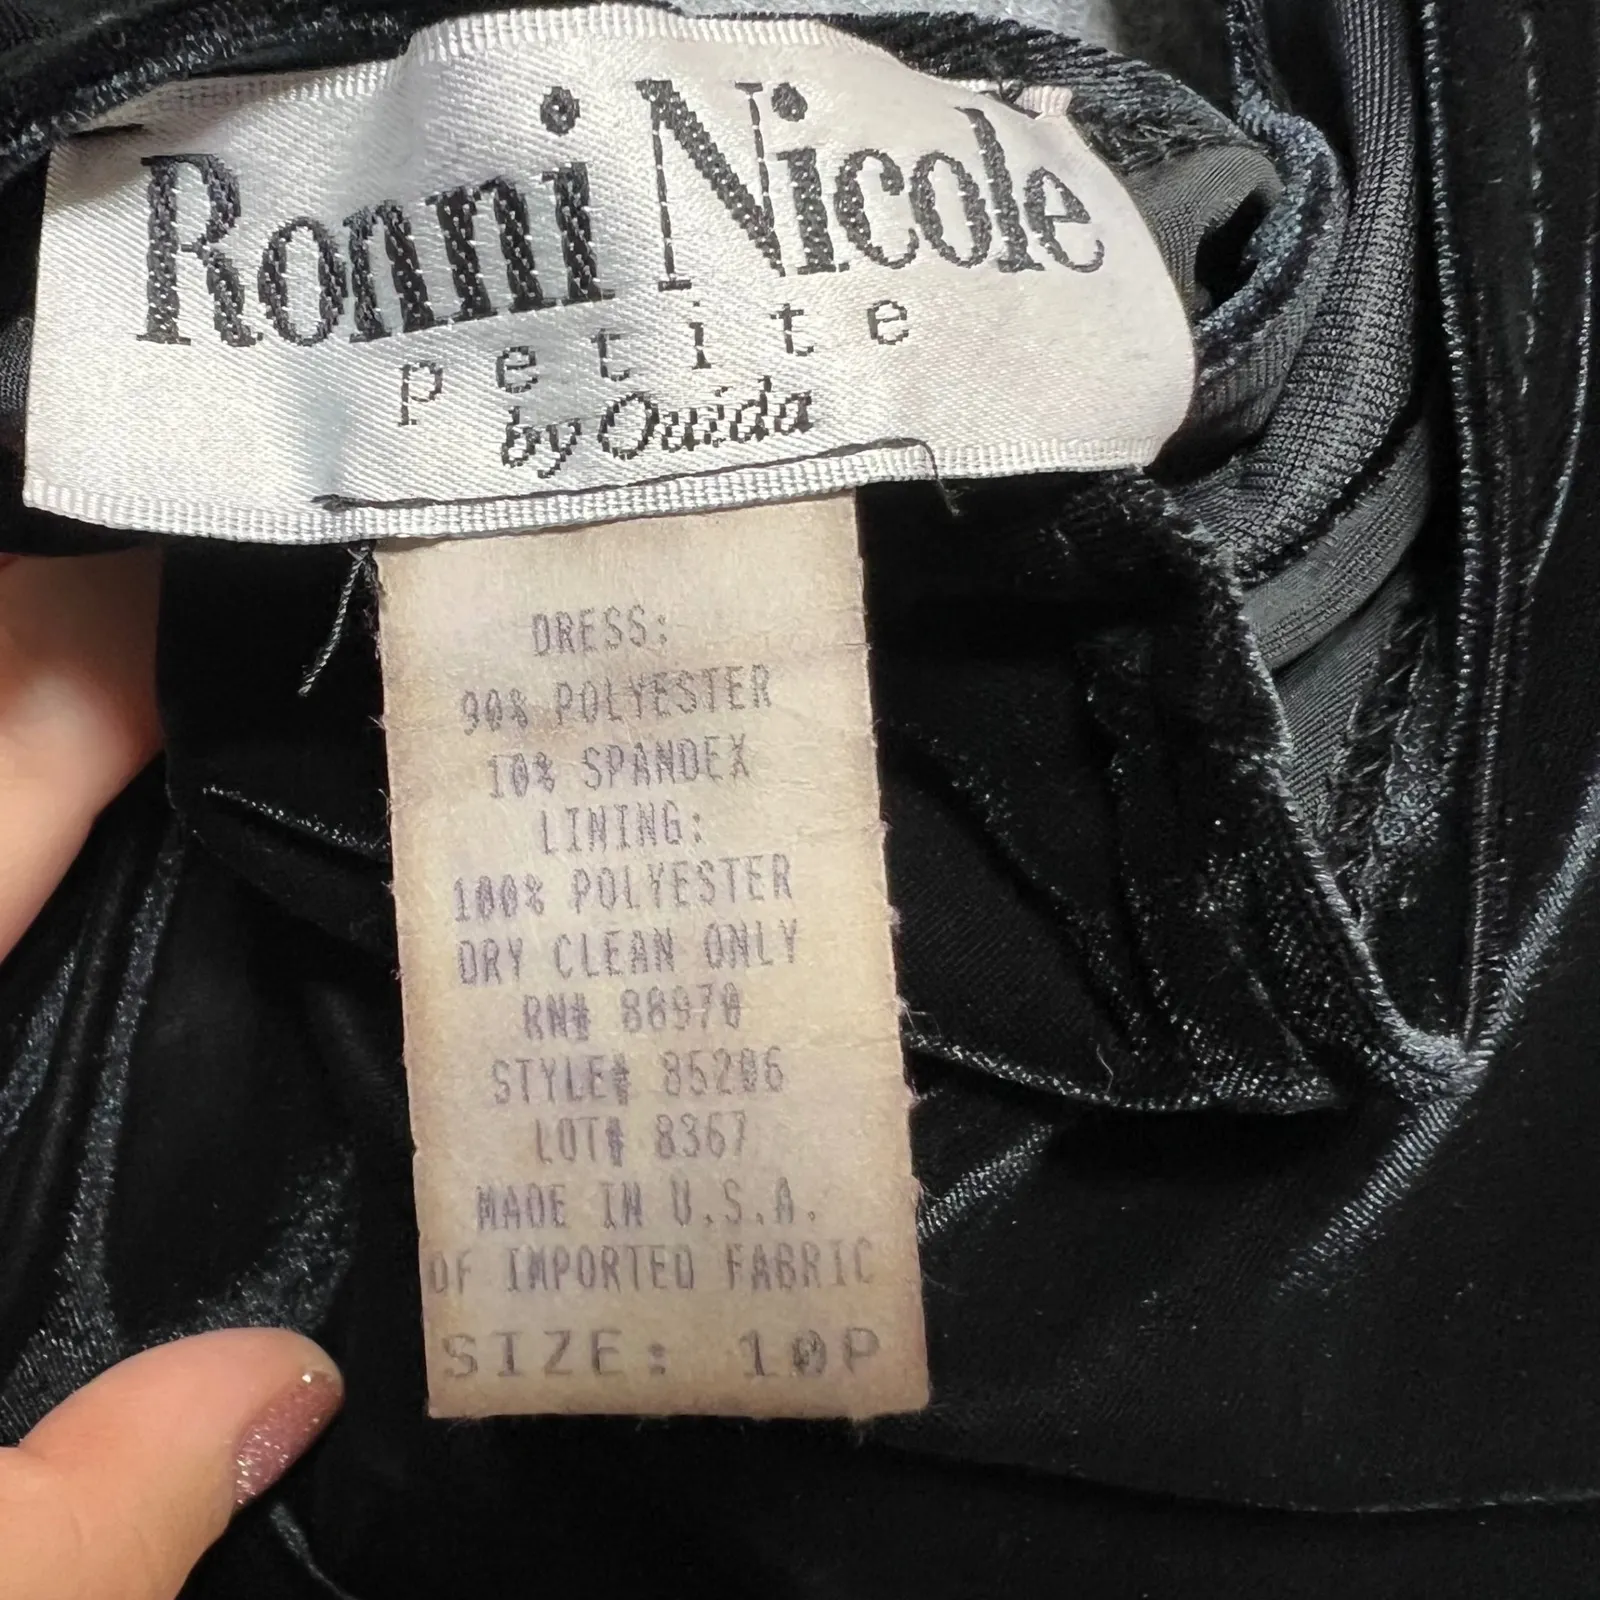 Ronni Nicole
petite
by Ouida
DRESS:
90% POLYESTER
10% SPANDEX
LINING:
100% POLYESTER
DRY CLEAN ONLY
RN# 88970
STYLE# 85206
LOT# 8367
MADE IN U.S.A.
OF IMPORTED FABRIC
SIZE: 10P